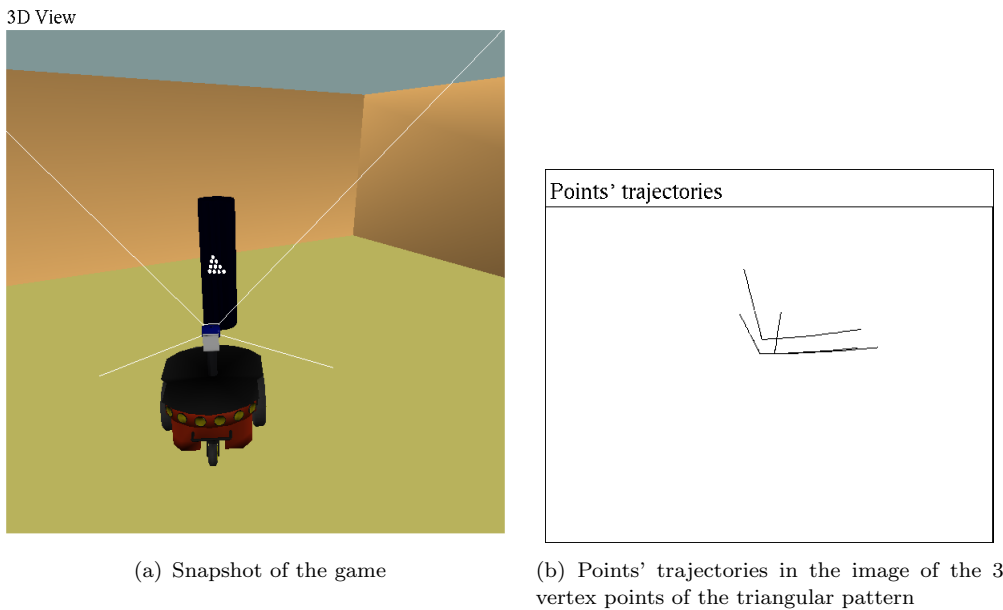 3D View
Points' trajectories
(a) Snapshot of the game
(b) Points' trajectories in the image of the 3
vertex points of the triangular pattern